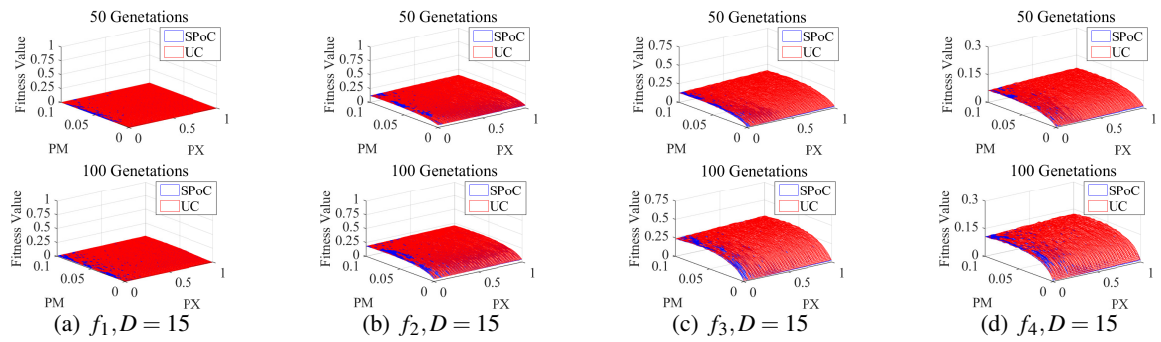 50 Genetations
SPoC
UC
Fitness Value
1
0.75
0.5
0.25
0
0.1
0.05
0
PM
0
0.5
1
PX
50 Genetations
SPoC
UC
Fitness Value
1
0.75
0.5
0.25
0
0.1
0.05
0
PM
0
0.5
1
PX
50 Genetations
SPoC
UC
Fitness Value
0.75
0.5
0.25
0
0.1
0.05
0
PM
0
0.5
1
PX
50 Genetations
SPoC
UC
Fitness Value
0.3
0.15
0
0.1
0.05
0
PM
0
0.5
1
PX
100 Genetations
SPoC
UC
Fitness Value
1
0.75
0.5
0.25
0
0.1
0.05
0
PM
0
0.5
1
PX
100 Genetations
SPoC
UC
Fitness Value
1
0.75
0.5
0.25
0
0.1
0.05
0
PM
0
0.5
1
PX
100 Genetations
SPoC
UC
Fitness Value
0.75
0.5
0.25
0
0.1
0.05
0
PM
0
0.5
1
PX
100 Genetations
SPoC
UC
Fitness Value
0.3
0.15
0
0.1
0.05
0
PM
0
0.5
1
PX
(a) f1, D = 15
(b) f2, D = 15
(c) f3, D = 15
(d) f4, D = 15